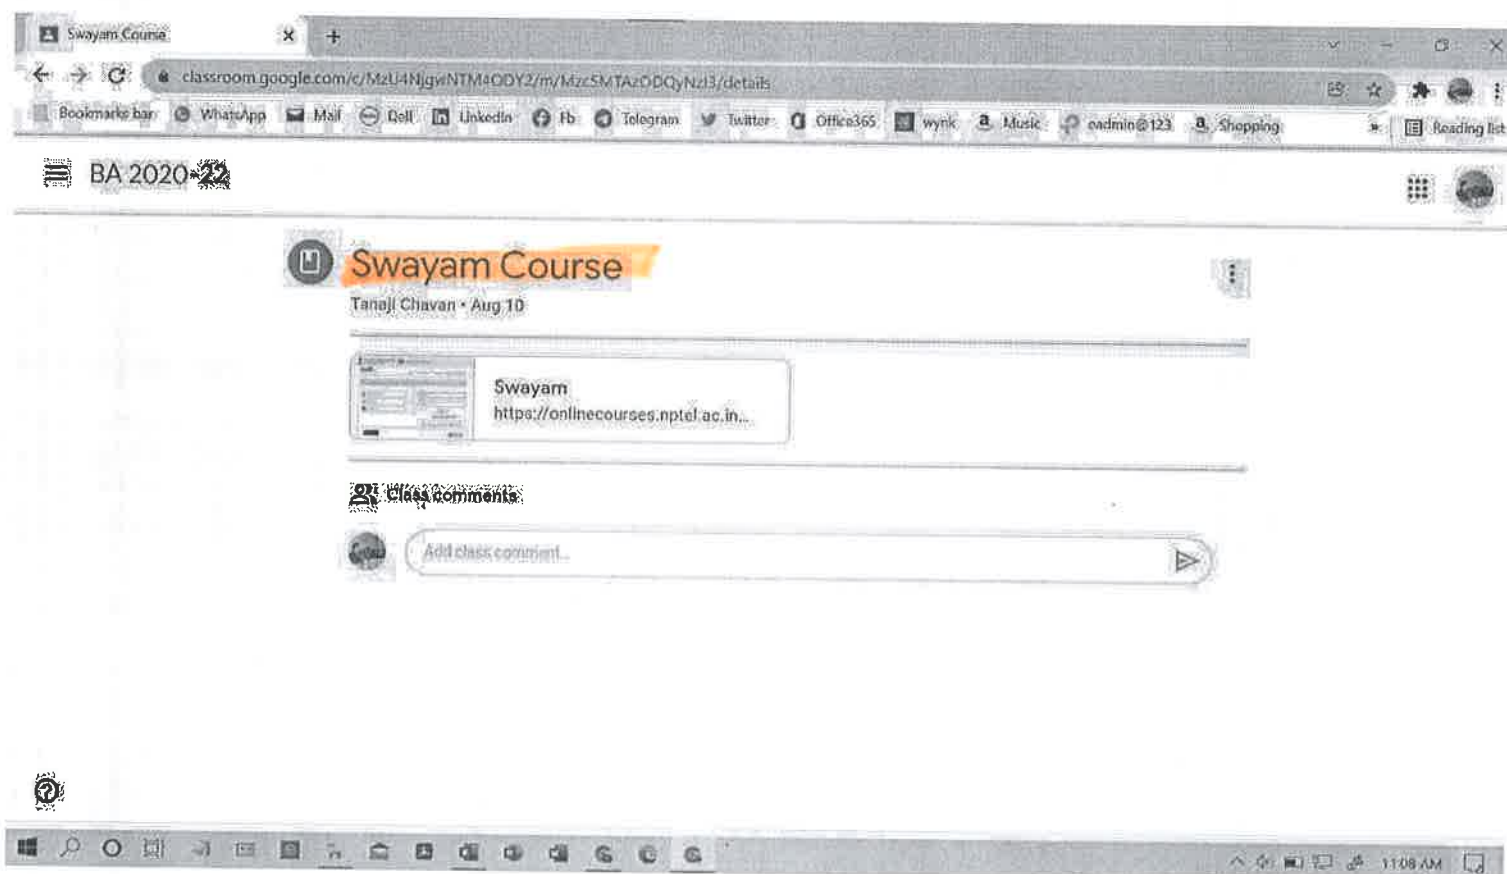 Swayam Course
classroom.google.com/c/MzU4NjgwNTM4ODY2/m/Mzc5MTAzODQyNzI3/details
Bookmarks bar WhatsApp Mail Dell LinkedIn Fb Telegram Twitter Office365 wynk Music oadmin@123 Shopping » Reading list
BA 2020-22
Swayam Course
Tanaji Chavan • Aug 10
Swayam
https://onlinecourses.nptel.ac.in...
Class comments
Add class comment...
11:08 AM